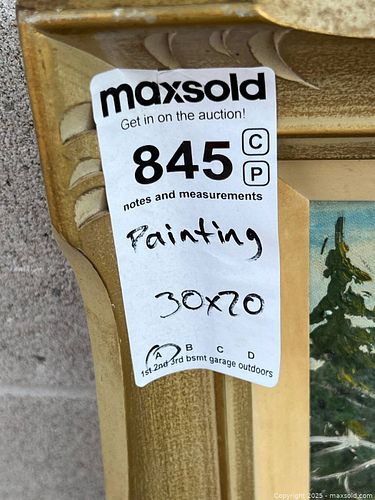 maxsold
Get in on the auction!
845 C
P
notes and measurements
Painting
30x20
A B C D
1st 2nd 3rd bsmt garage outdoors
Copyright 2025 - maxsold.com